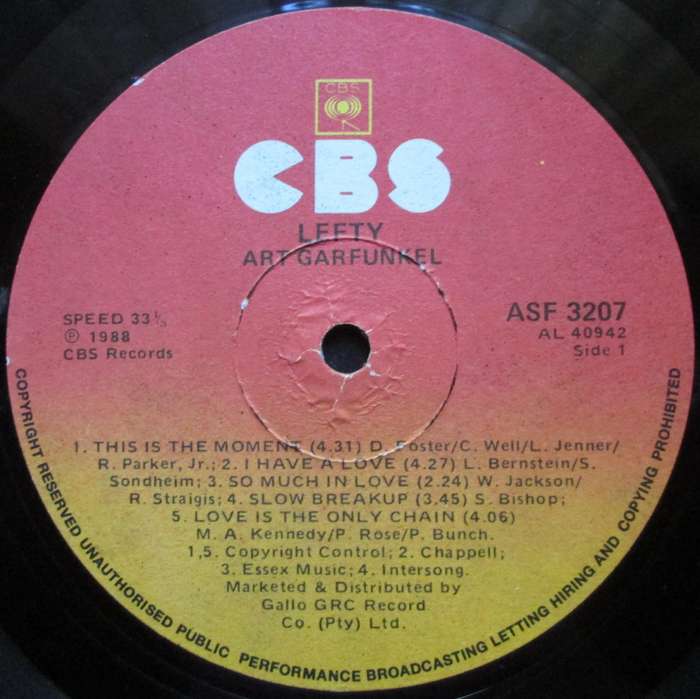 CBS
CBS
LEFTY
ART GARFUNKEL
SPEED 33 1/3
Ⓟ 1988
CBS Records
ASF 3207
AL 40942
Side 1
1. THIS IS THE MOMENT (4.31) D. Foster/C. Well/L. Jenner/
R. Parker, Jr.; 2. I HAVE A LOVE (4.27) L. Bernstein/S.
Sondheim; 3. SO MUCH IN LOVE (2.24) W. Jackson/
R. Straigis; 4. SLOW BREAKUP (3.45) S. Bishop;
5. LOVE IS THE ONLY CHAIN (4.06)
M. A. Kennedy/P. Rose/P. Bunch.
1,5. Copyright Control; 2. Chappell;
3. Essex Music; 4. Intersong.
Marketed & Distributed by
Gallo GRC Record
Co. (Pty) Ltd.
COPYRIGHT RESERVED UNAUTHORISED PUBLIC PERFORMANCE BROADCASTING LETTING HIRING AND COPYING PROHIBITED